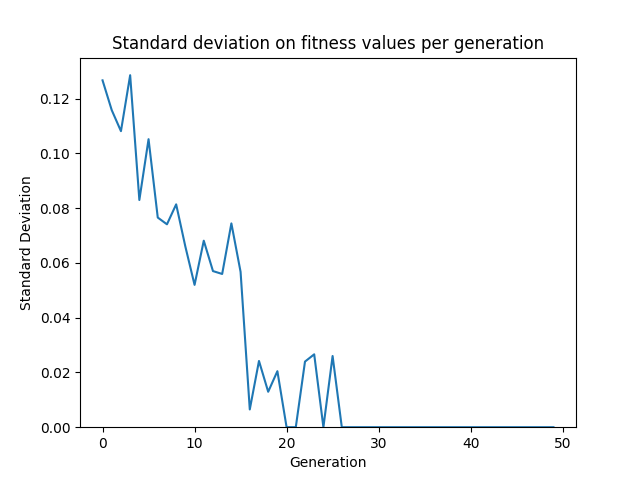 Standard deviation on fitness values per generation
0.12
0.10
0.08
0.06
0.04
0.02
0.00
Standard Deviation
0 10 20 30 40 50
Generation